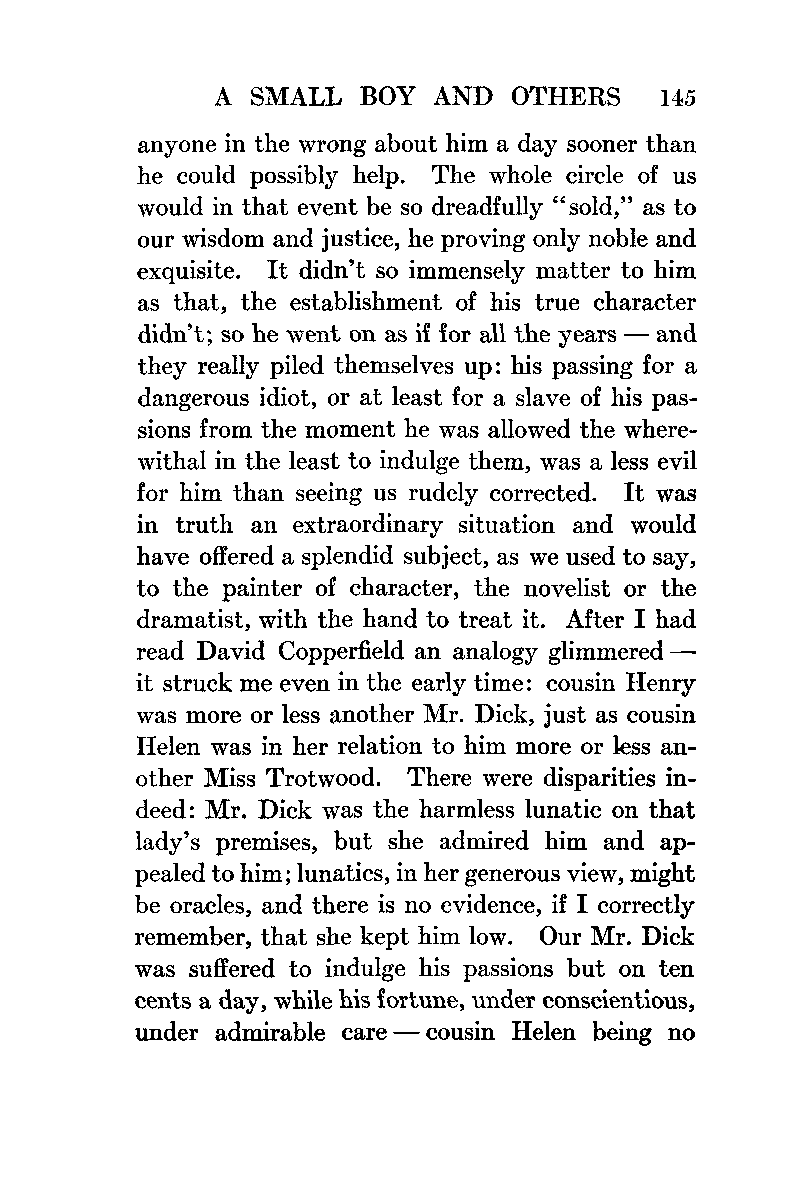 A SMALL BOY AND OTHERS 145
anyone in the wrong about him a day sooner than
he could possibly help. The whole circle of us
would in that event be so dreadfully “sold,” as to
our wisdom and justice, he proving only noble and
exquisite. It didn’t so immensely matter to him
as that, the establishment of his true character
didn’t; so he went on as if for all the years — and
they really piled themselves up: his passing for a
dangerous idiot, or at least for a slave of his pas-
sions from the moment he was allowed the where-
withal in the least to indulge them, was a less evil
for him than seeing us rudely corrected. It was
in truth an extraordinary situation and would
have offered a splendid subject, as we used to say,
to the painter of character, the novelist or the
dramatist, with the hand to treat it. After I had
read David Copperfield an analogy glimmered —
it struck me even in the early time: cousin Henry
was more or less another Mr. Dick, just as cousin
Helen was in her relation to him more or less an-
other Miss Trotwood. There were disparities in-
deed: Mr. Dick was the harmless lunatic on that
lady’s premises, but she admired him and ap-
pealed to him; lunatics, in her generous view, might
be oracles, and there is no evidence, if I correctly
remember, that she kept him low. Our Mr. Dick
was suffered to indulge his passions but on ten
cents a day, while his fortune, under conscientious,
under admirable care — cousin Helen being no